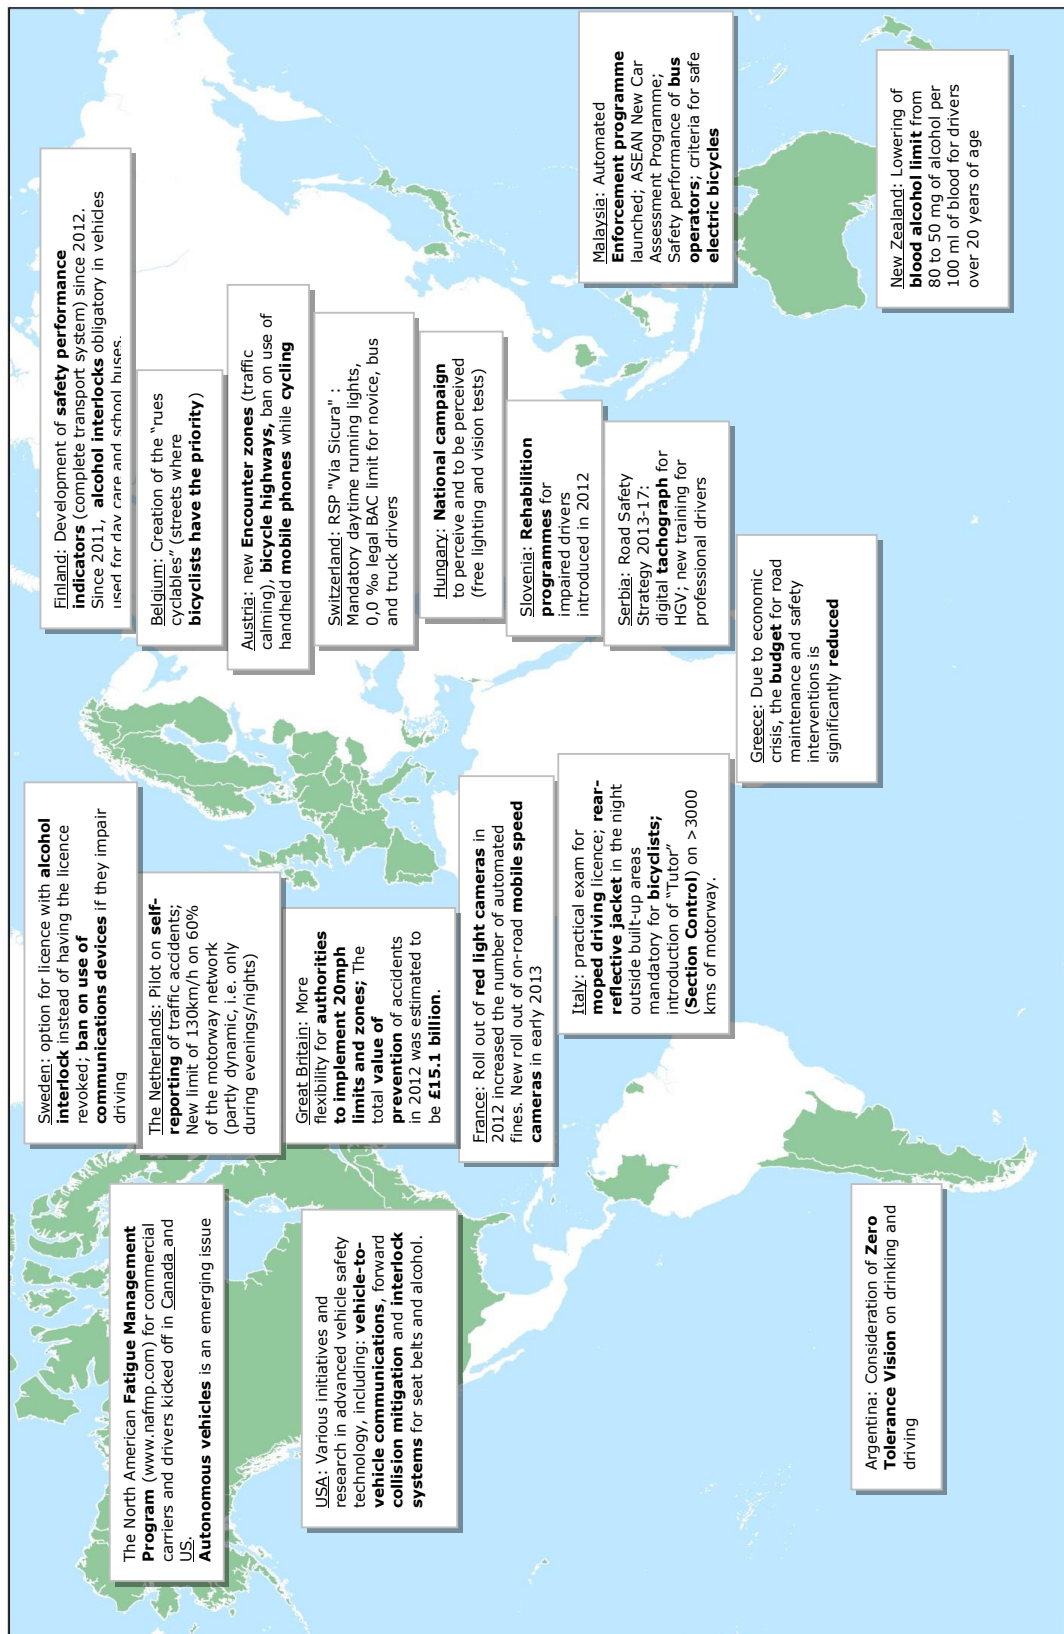 The North American Fatigue Management
Program (www.nafmp.com) for commercial
carriers and drivers kicked off in Canada and
US.
Autonomous vehicles is an emerging issue
USA: Various initiatives and
research in advanced vehicle safety
technology, including: vehicle-to-
vehicle communications, forward
collision mitigation and interlock
systems for seat belts and alcohol.
Argentina: Consideration of Zero
Tolerance Vision on drinking and
driving
Sweden: option for licence with alcohol
interlock instead of having the licence
revoked; ban on use of
communications devices if they impair
driving
The Netherlands: Pilot on self-
reporting of traffic accidents;
New limit of 130km/h on 60%
of the motorway network
(partly dynamic, i.e. only
during evenings/nights)
Great Britain: More
flexibility for authorities
to implement 20mph
limits and zones; The
total value of
prevention of accidents
in 2012 was estimated to
be £15.1 billion.
France: Roll out of red light cameras in
2012 increased the number of automated
fines. New roll out of on-road mobile speed
cameras in early 2013
Italy: practical exam for
moped driving licence; rear-
reflective jacket in the night
outside built-up areas
mandatory for bicyclists;
introduction of “Tutor”
(Section Control) on >3000
kms of motorway.
Finland: Development of safety performance
indicators (complete transport system) since 2012.
Since 2011, alcohol interlocks obligatory in vehicles
used for day care and school buses.
Belgium: Creation of the “rues
cyclables” (streets where
bicyclists have the priority)
Austria: new Encounter zones (traffic
calming), bicycle highways, ban on use of
handheld mobile phones while cycling
Switzerland: RSP "Via Sicura" :
Mandatory daytime running lights,
0,0 ‰ legal BAC limit for novice, bus
and truck drivers
Hungary: National campaign
to perceive and to be perceived
(free lighting and vision tests)
Slovenia: Rehabilition
programmes for
impaired drivers
introduced in 2012
Serbia: Road Safety
Strategy 2013-17:
digital tachograph for
HGV; new training for
professional drivers
Greece: Due to economic
crisis, the budget for road
maintenance and safety
interventions is
significantly reduced
Malaysia: Automated
Enforcement programme
launched; ASEAN New Car
Assessment Programme;
Safety performance of bus
operators; criteria for safe
electric bicycles
New Zealand: Lowering of
blood alcohol limit from
80 to 50 mg of alcohol per
100 ml of blood for drivers
over 20 years of age